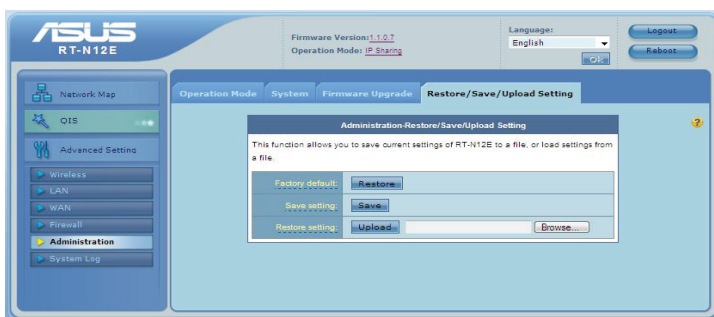 ASUS
RT-N12E
Firmware Version:1.1.0.7
Operation Mode: IP Sharing
Language:
English
OK
Logout
Reboot
Network Map
QIS
Advanced Setting
Wireless
LAN
WAN
Firewall
Administration
System Log
Operation Mode
System
Firmware Upgrade
Restore/Save/Upload Setting
Administration-Restore/Save/Upload Setting
This function allows you to save current settings of RT-N12E to a file, or load settings from
a file.
Factory default:
Restore
Save setting:
Save
Restore setting:
Upload
Browse...
?